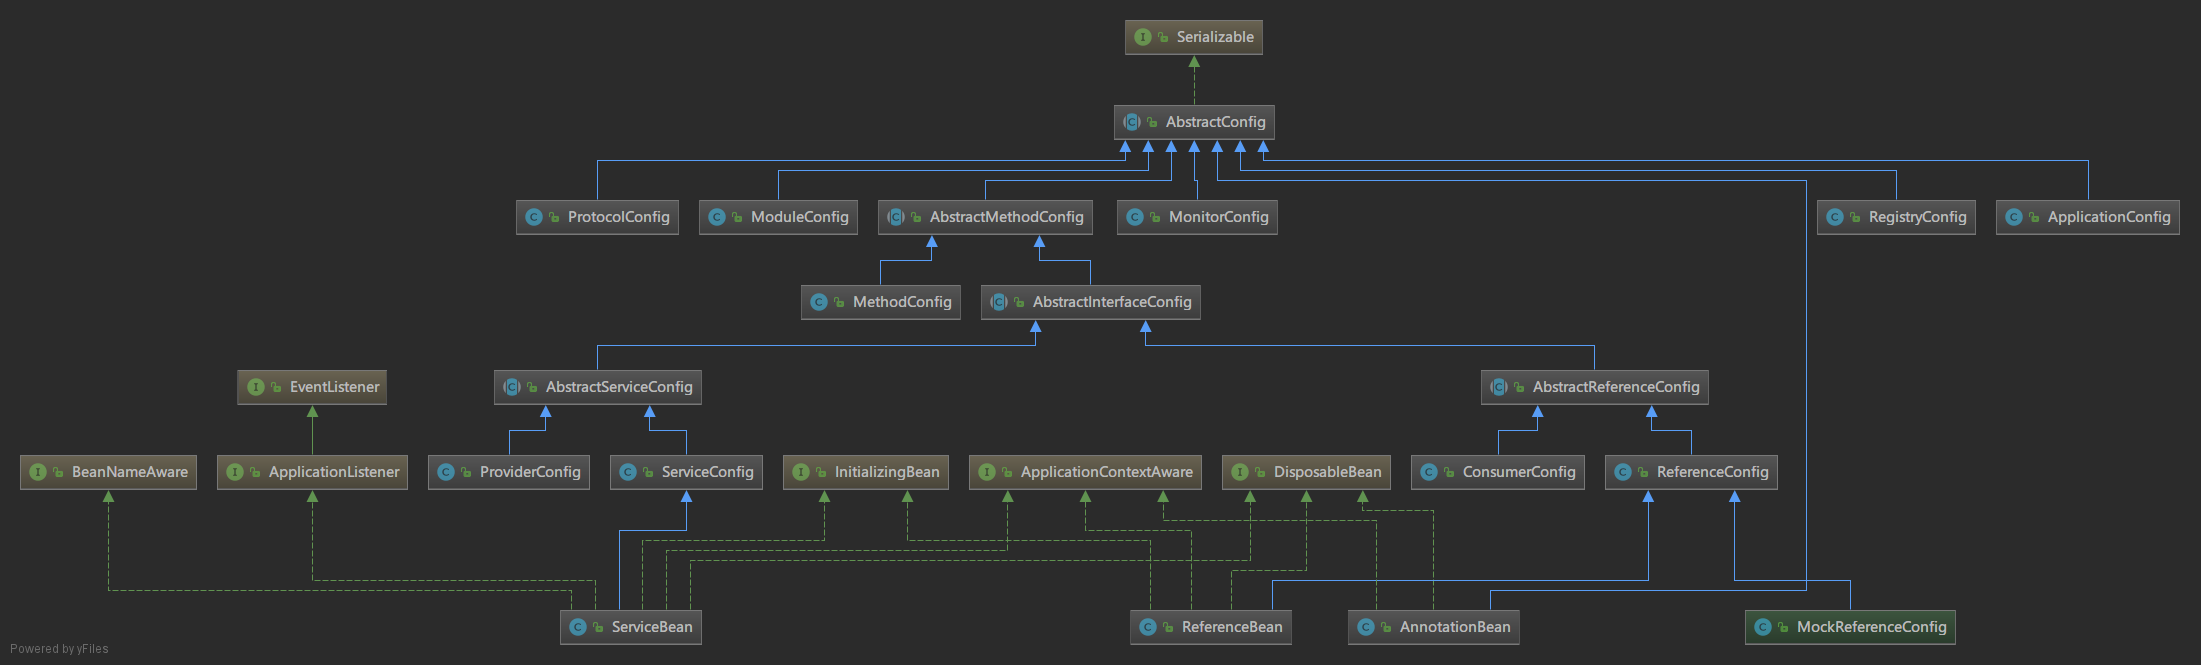 Serializable
AbstractConfig
ProtocolConfig
ModuleConfig
AbstractMethodConfig
MonitorConfig
RegistryConfig
ApplicationConfig
MethodConfig
AbstractInterfaceConfig
EventListener
AbstractServiceConfig
AbstractReferenceConfig
BeanNameAware
ApplicationListener
ProviderConfig
ServiceConfig
InitializingBean
ApplicationContextAware
DisposableBean
ConsumerConfig
ReferenceConfig
ServiceBean
ReferenceBean
AnnotationBean
MockReferenceConfig
Powered by yFiles